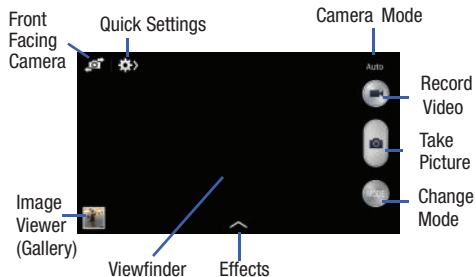 Front
Facing
Camera
Quick Settings
Camera Mode
Auto
Record
Video
Take
Picture
MODE
Change
Mode
Image
Viewer
(Gallery)
Viewfinder
Effects